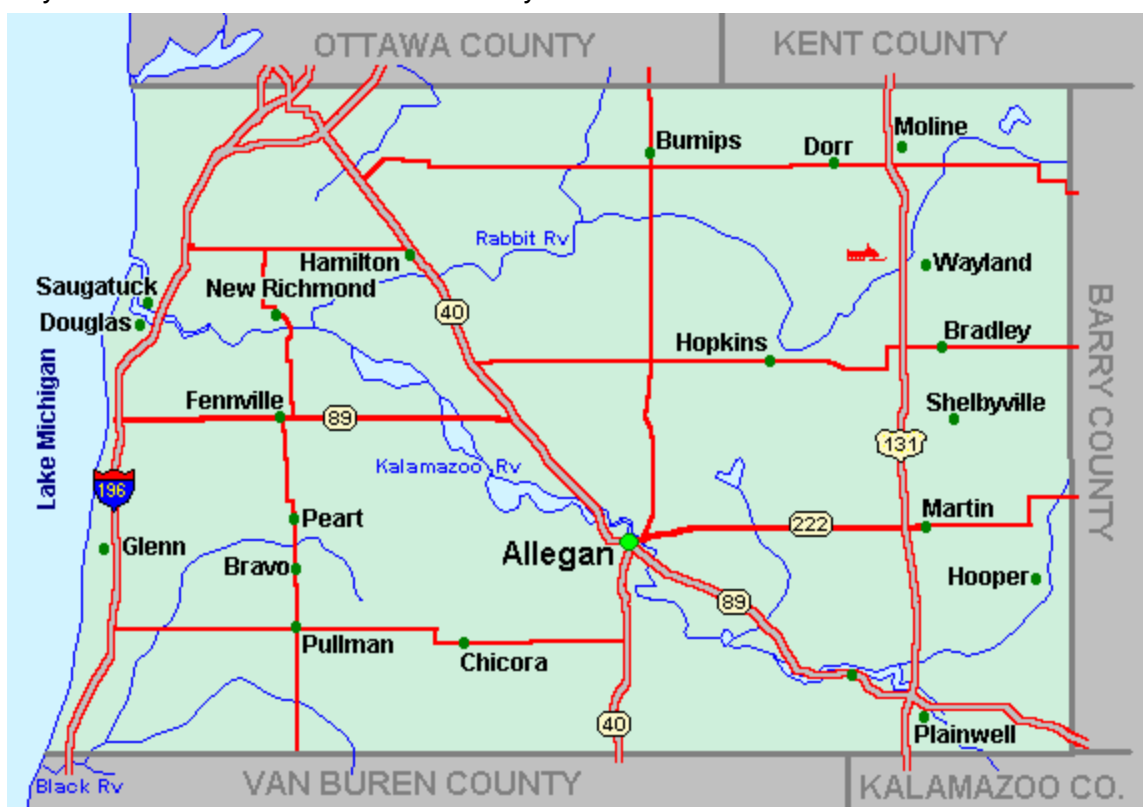 OTTAWA COUNTY
KENT COUNTY
Moline
Bumips
Dorr
Rabbit Rv
Hamilton
Wayland
Saugatuck
New Richmond
Douglas
40
BARRY COUNTY
Bradley
Hopkins
Lake Michigan
Fennville
89
Shelbyville
131
Kalamazoo Rv
196
Peart
222
Martin
Glenn
Allegan
Bravo
Hooper
89
Pullman
Chicora
40
Plainwell
Black Rv
VAN BUREN COUNTY
KALAMAZOO CO.